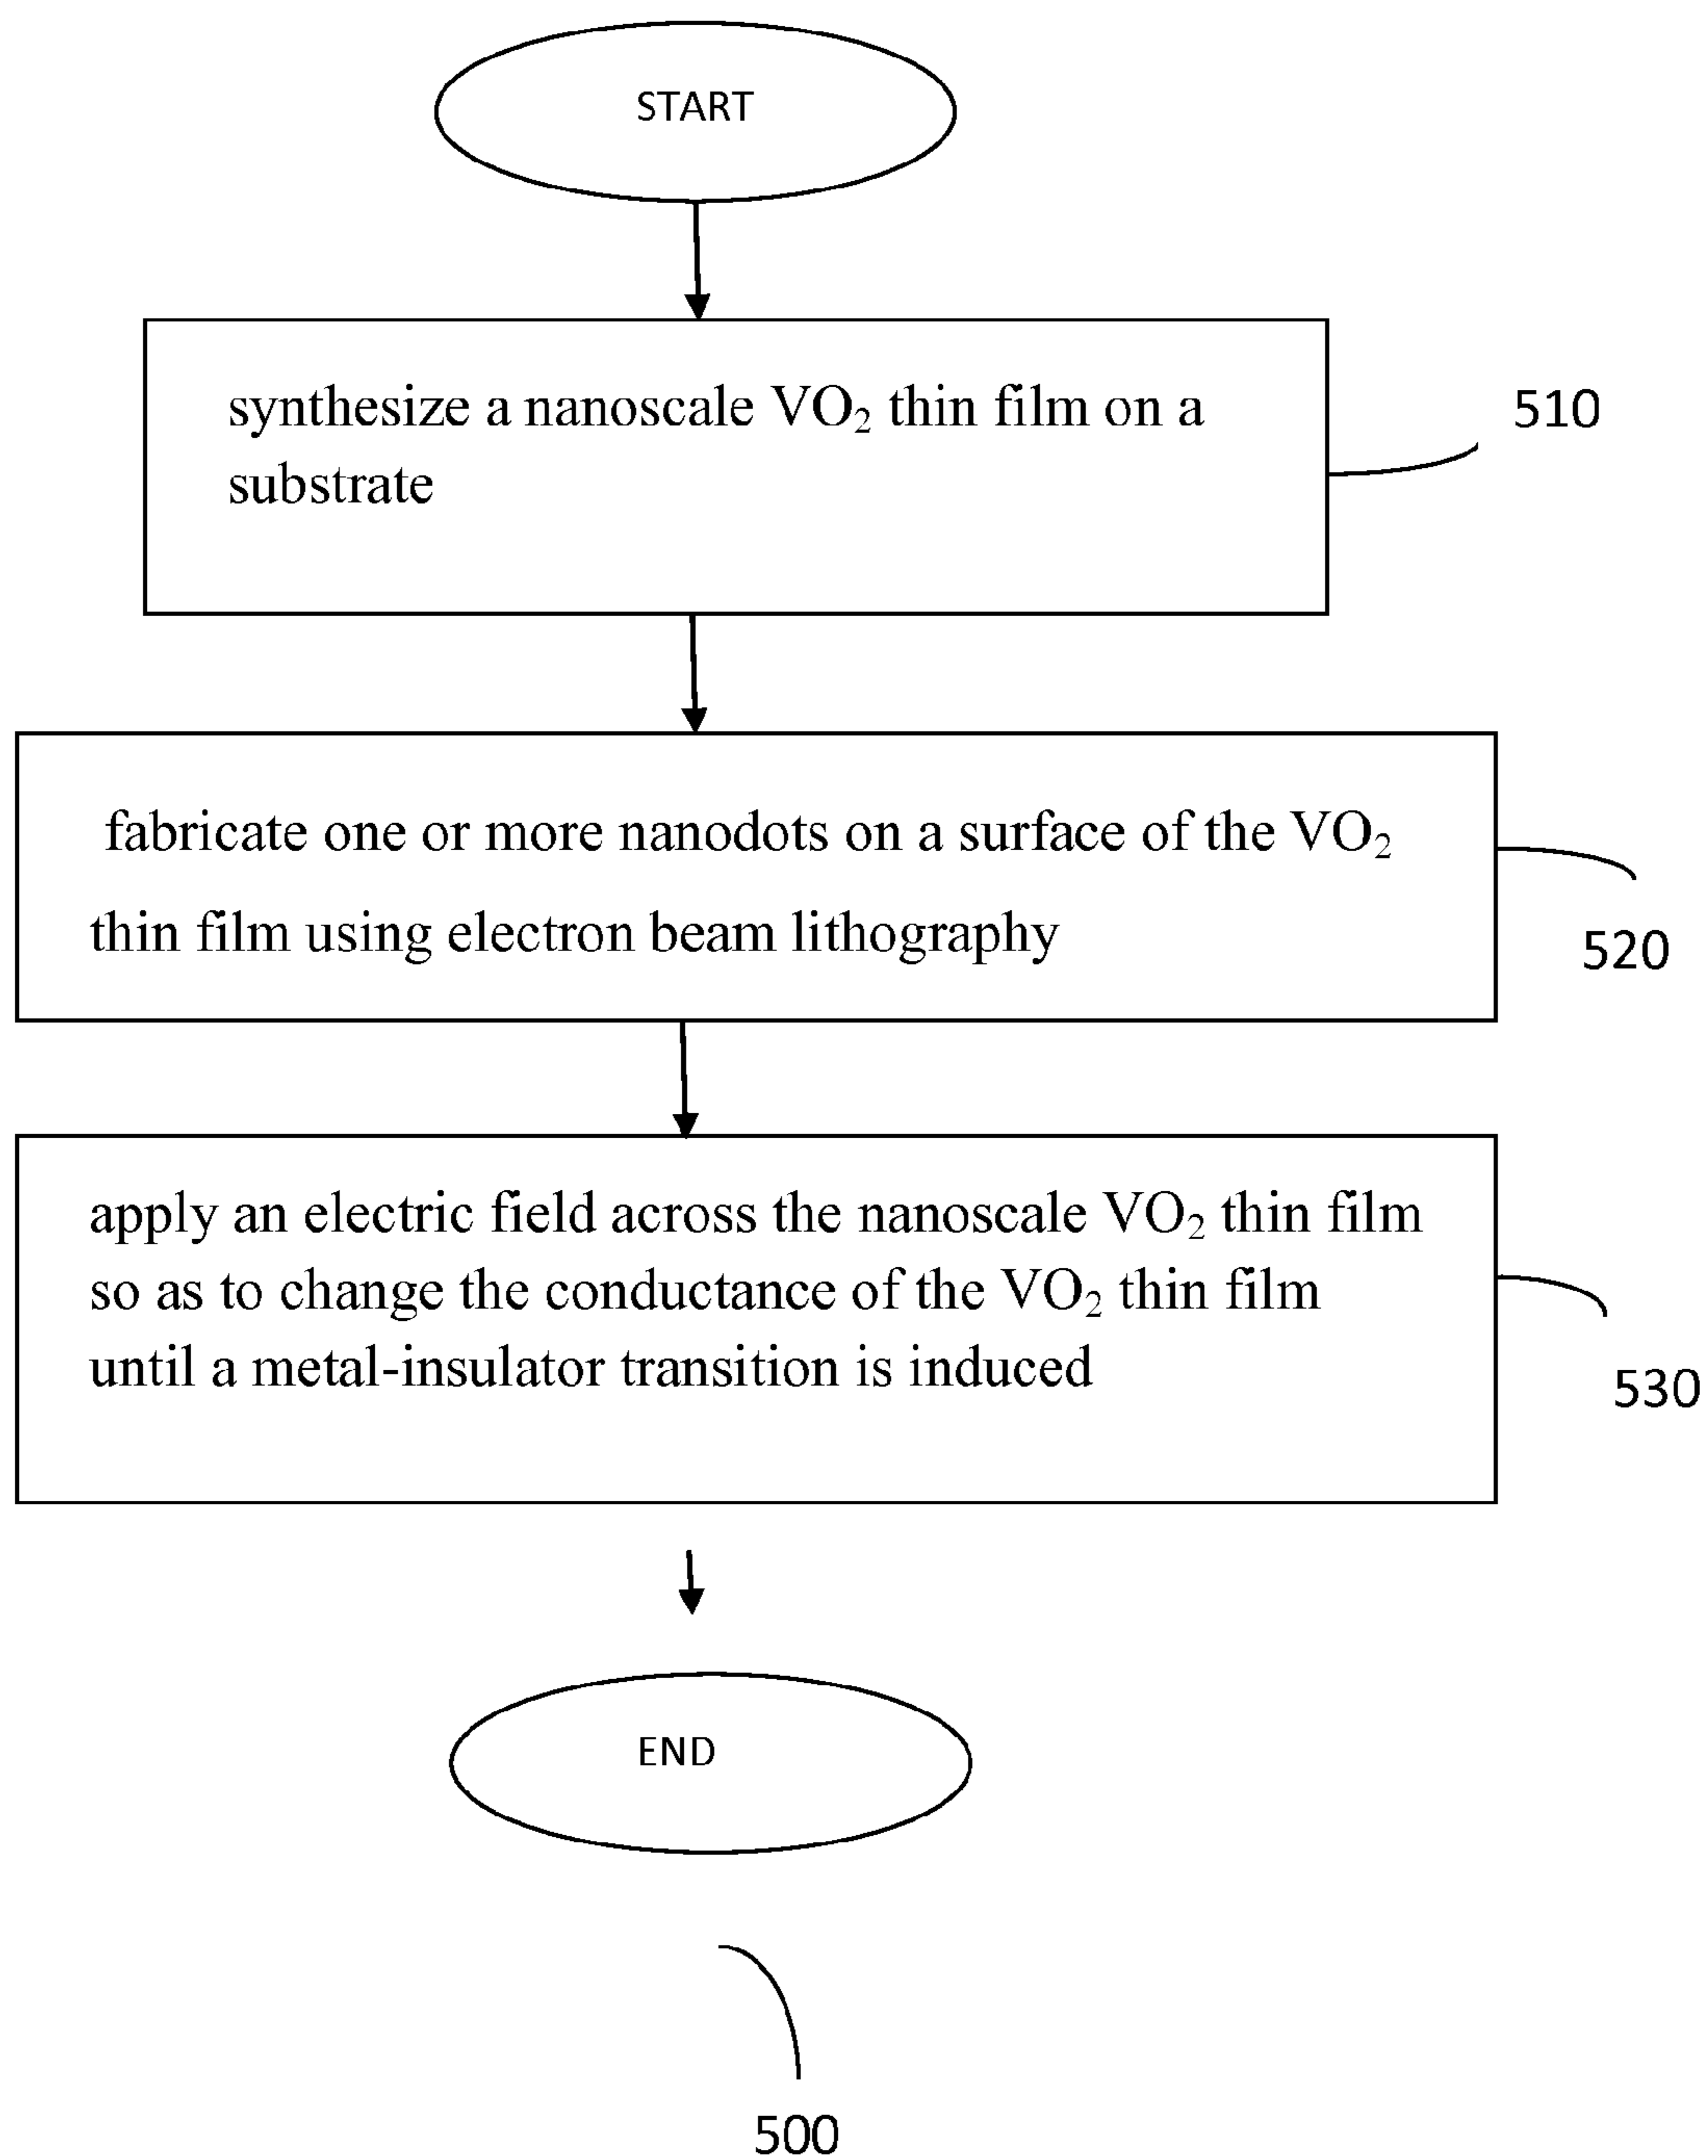 START
synthesize a nanoscale VO₂ thin film on a
substrate
510
fabricate one or more nanodots on a surface of the VO₂
thin film using electron beam lithography
520
apply an electric field across the nanoscale VO₂ thin film
so as to change the conductance of the VO₂ thin film
until a metal-insulator transition is induced
530
END
500